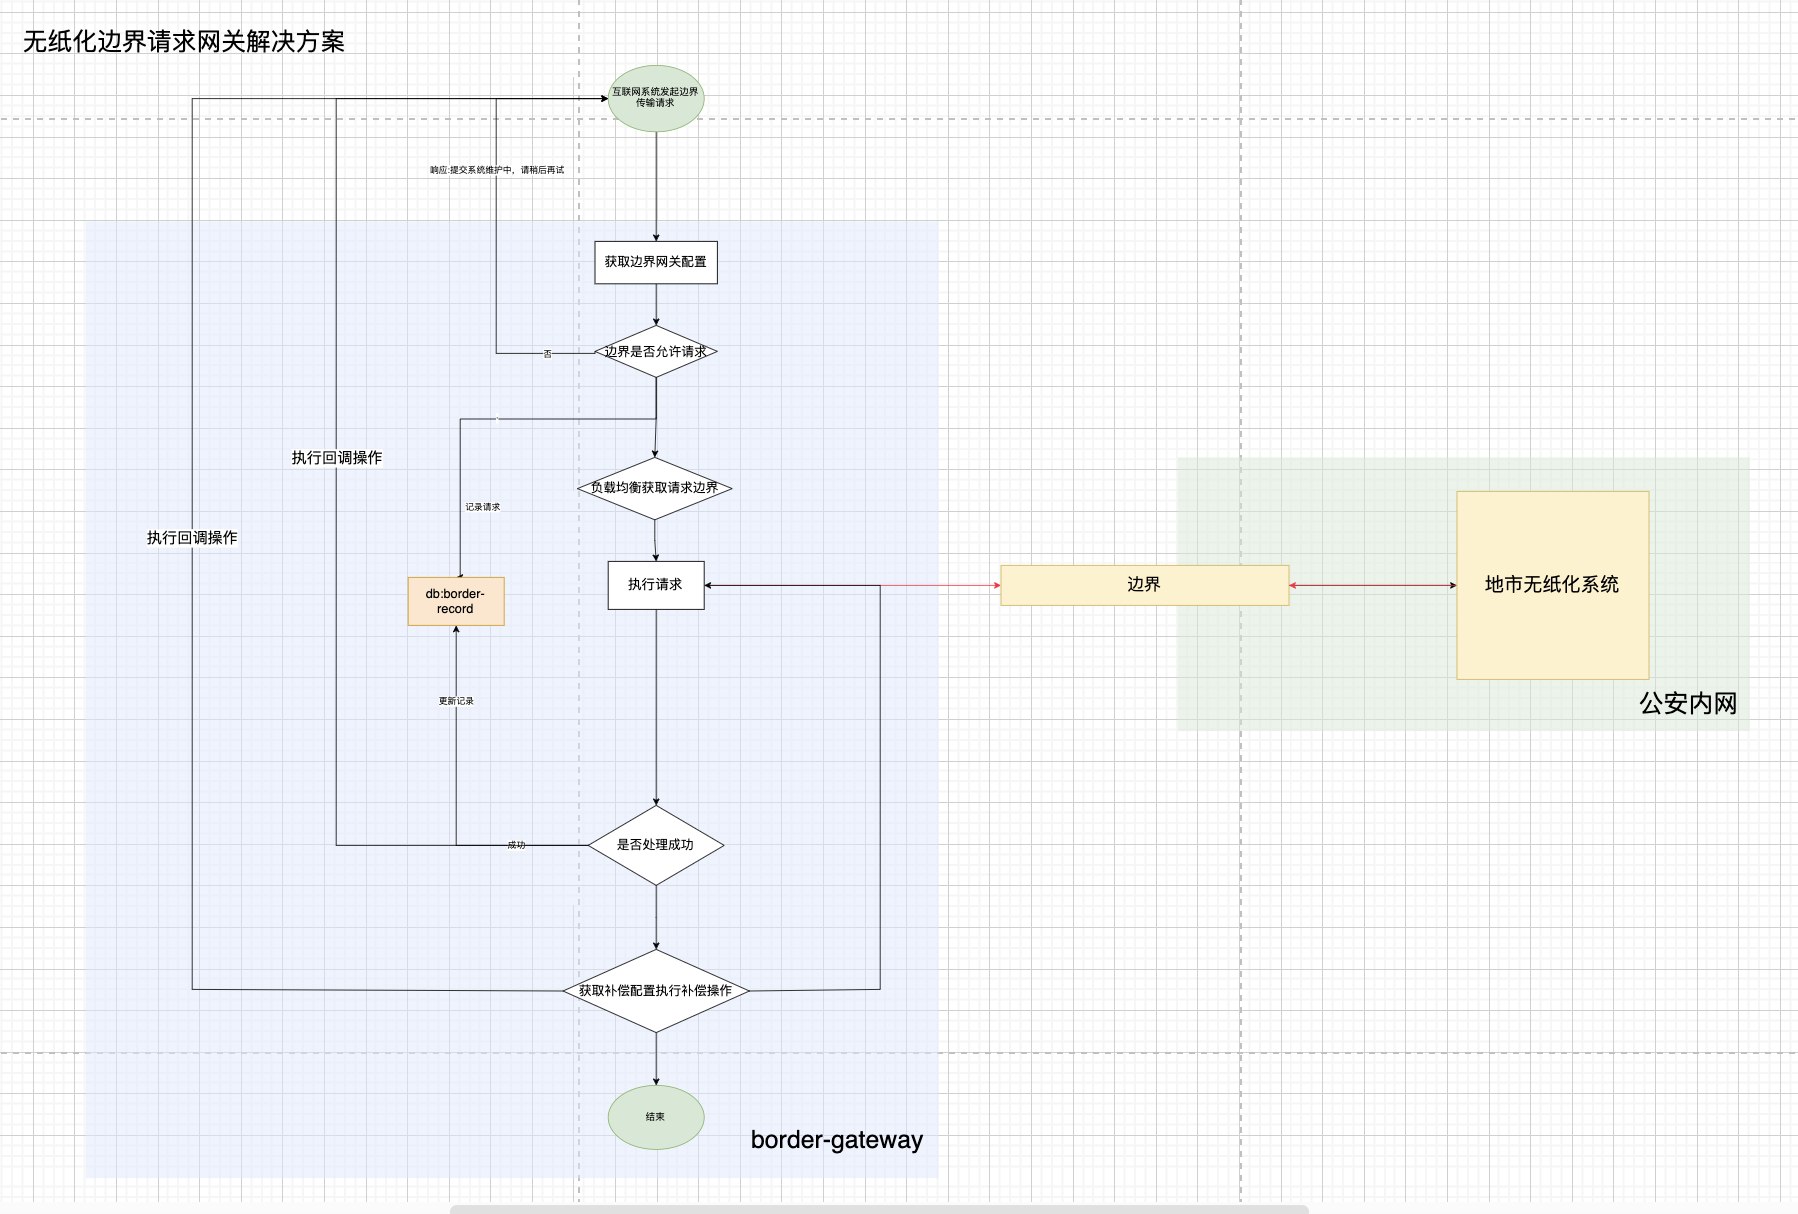 无纸化边界请求网关解决方案
互联网系统发起边界
传输请求
响应:提交系统维护中，请稍后再试
获取边界网关配置
边界是否允许请求
否
执行回调操作
负载均衡获取请求边界
记录请求
执行回调操作
db:border-
record
执行请求
边界
地市无纸化系统
更新记录
公安内网
成功
是否处理成功
获取补偿配置执行补偿操作
结束
border-gateway